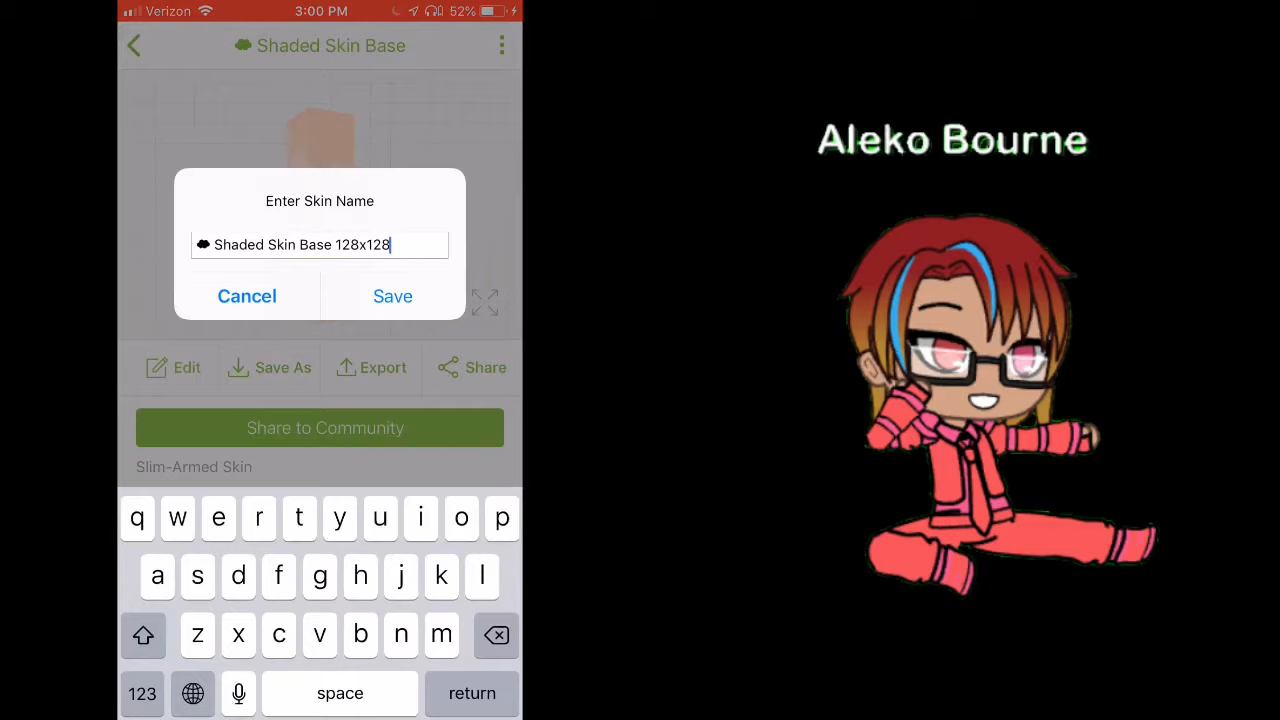 Verizon 3:00 PM 52%
Shaded Skin Base
Enter Skin Name
Shaded Skin Base 128x128
Cancel Save
Edit Save As Export Share
Share to Community
Slim-Armed Skin
q w e r t y u i o p
a s d f g h j k l
z x c v b n m
123 space return
Aleko Bourne